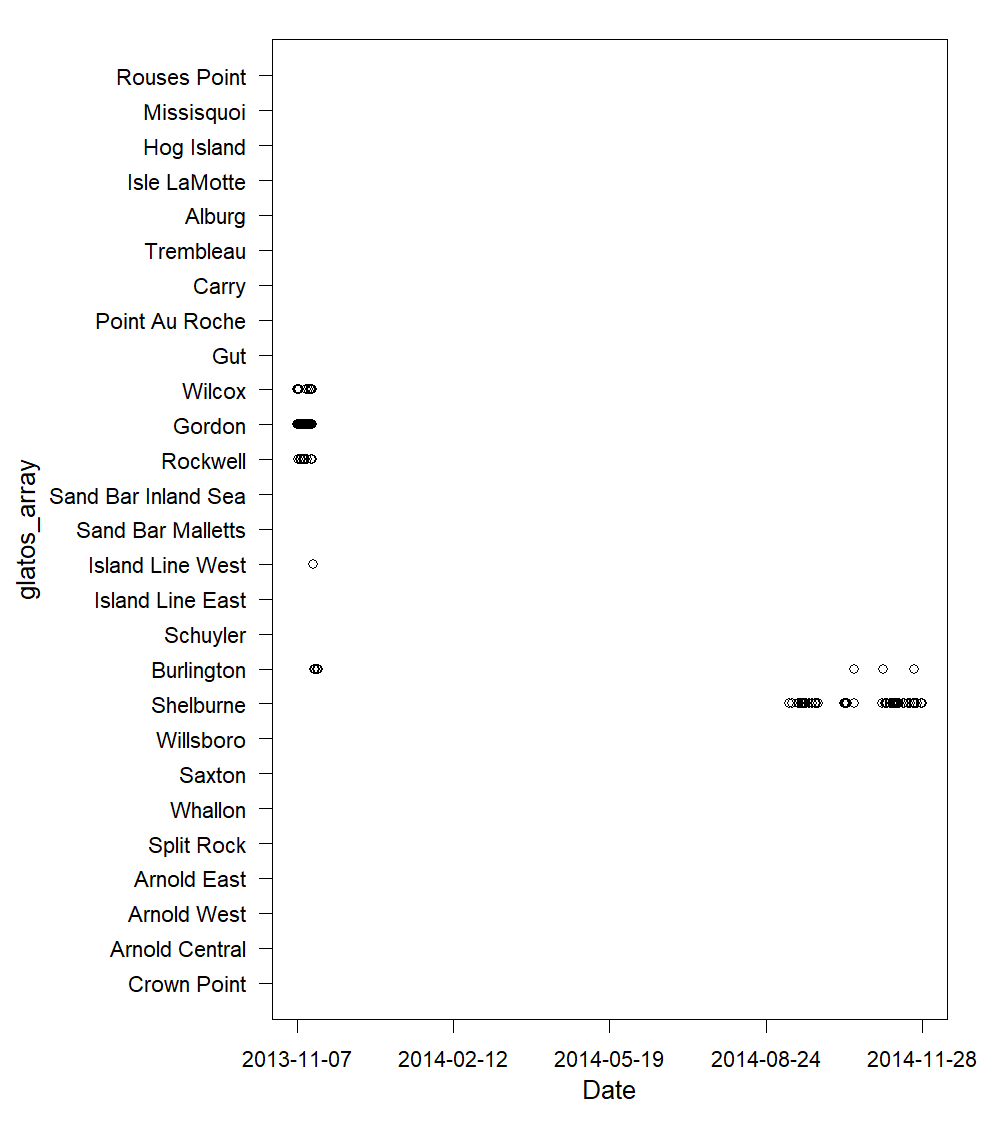 Rouses Point
Missisquoi
Hog Island
Isle LaMotte
Alburg
Trembleau
Carry
Point Au Roche
Gut
Wilcox
Gordon
Rockwell
Sand Bar Inland Sea
Sand Bar Malletts
Island Line West
Island Line East
Schuyler
Burlington
Shelburne
Willsboro
Saxton
Whallon
Split Rock
Arnold East
Arnold West
Arnold Central
Crown Point
glatos_array
2013-11-07 2014-02-12 2014-05-19 2014-08-24 2014-11-28
Date